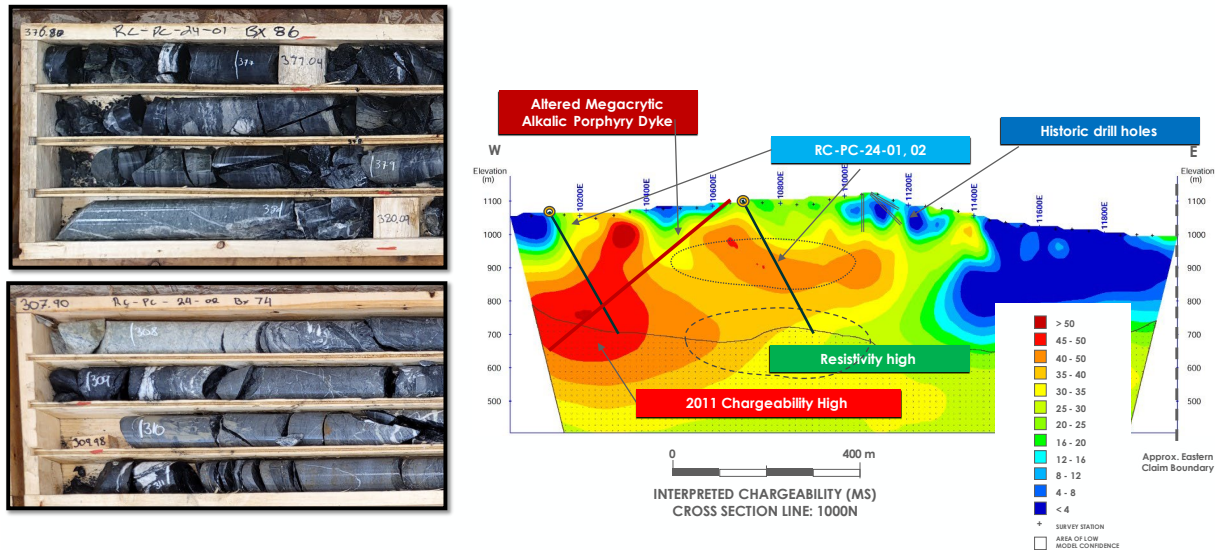 376.80 RC-PC-24-01 Bx 86
377
377.04
379
380
380.09
307.90 RC-PC-24-02 Bx 74
308
309
310
309.98
311
Altered Megacrytic
Alkalic Porphyry Dyke
RC-PC-24-01, 02
Historic drill holes
W
E
Elevation
(m)
Elevation
(m)
10200E
10400E
10600E
10800E
11000E
11200E
11400E
11600E
11800E
1100
1000
900
800
700
600
500
1100
1000
900
800
700
600
500
Resistivity high
2011 Chargeability High
> 50
45 - 50
40 - 50
35 - 40
30 - 35
25 - 30
20 - 25
16 - 20
12 - 16
8 - 12
4 - 8
< 4
+ SURVEY STATION
AREA OF LOW
MODEL CONFIDENCE
Approx. Eastern
Claim Boundary
0 400 m
INTERPRETED CHARGEABILITY (MS)
CROSS SECTION LINE: 1000N